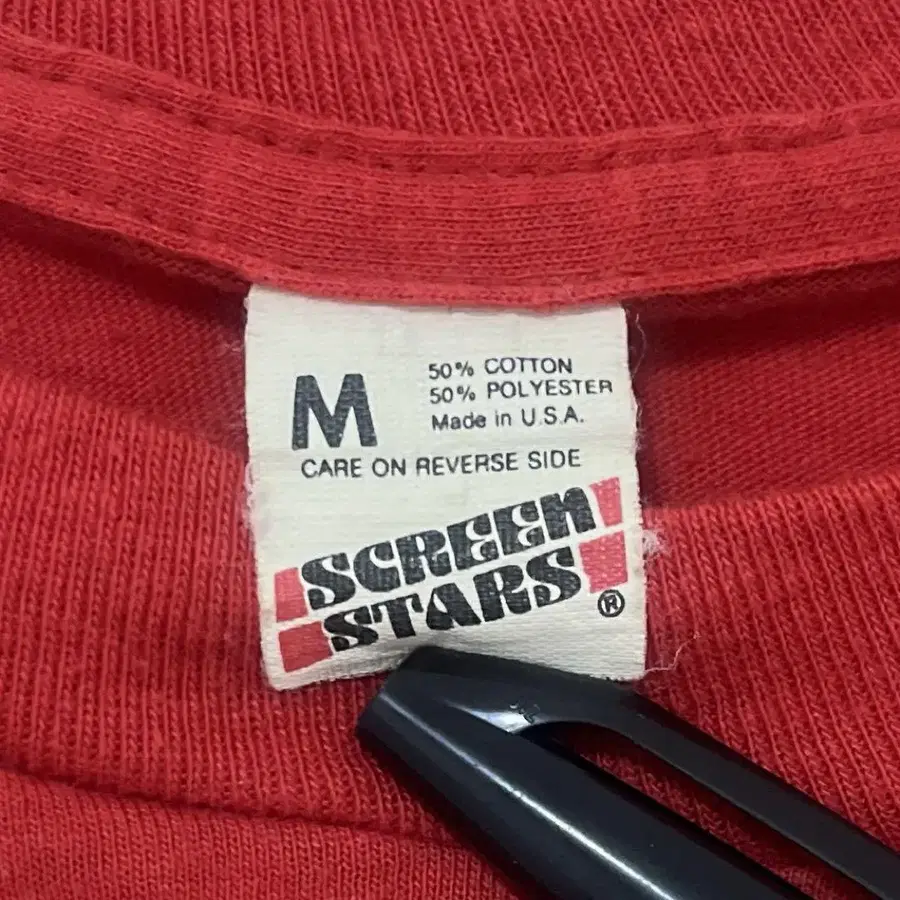 M
50% COTTON
50% POLYESTER
Made in U.S.A.
CARE ON REVERSE SIDE
SCREEN
STARS
®